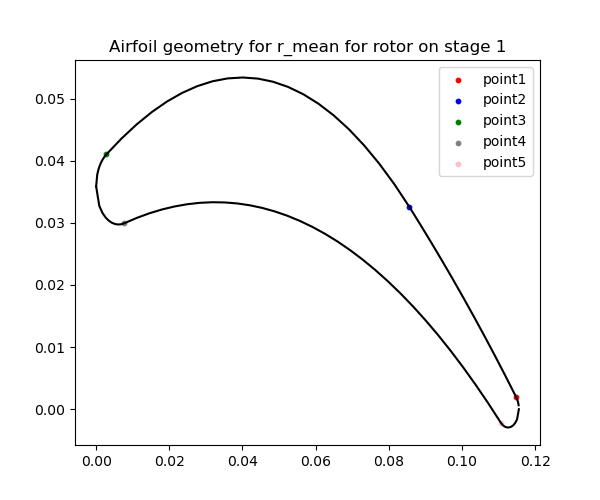 Airfoil geometry for r_mean for rotor on stage 1
point1
point2
point3
point4
point5
0.05
0.04
0.03
0.02
0.01
0.00
0.00 0.02 0.04 0.06 0.08 0.10 0.12